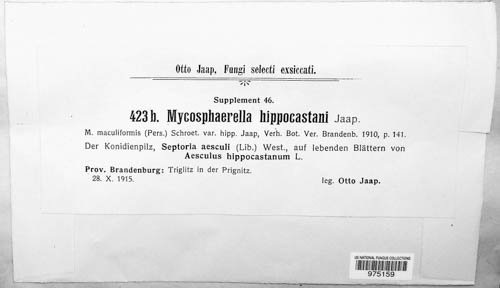 Otto Jaap, Fungi selecti exsiccati.
Supplement 46.
423 b. Mycosphaerella hippocastani Jaap.
M. maculiformis (Pers.) Schroet. var. hipp. Jaap, Verh. Bot. Ver. Brandenb. 1910, p. 141.
Der Konidienpilz, Septoria aesculi (Lib.) West., auf lebenden Blättern von
Aesculus hippocastanum L.
Prov. Brandenburg: Triglitz in der Prignitz.
28. X. 1915. leg. Otto Jaap.
US NATIONAL FUNGUS COLLECTIONS
975159